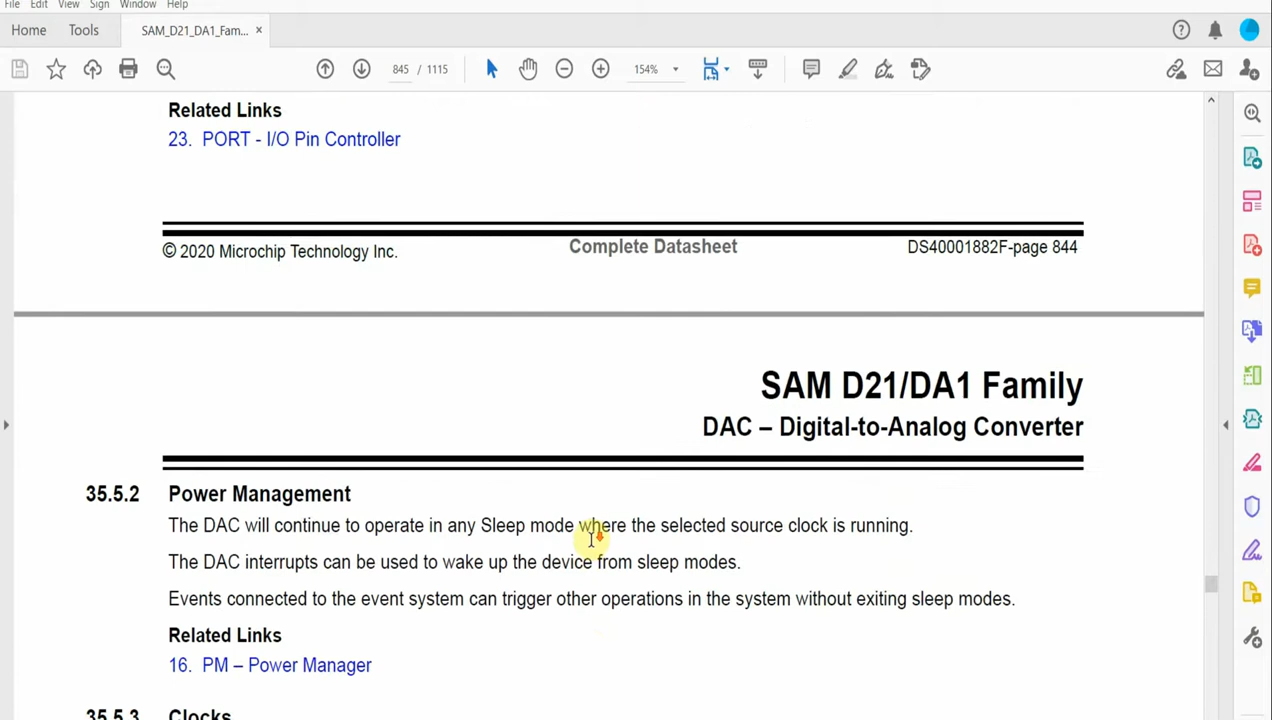 File Edit View Sign Window Help
Home Tools SAM_D21_DA1_Fam... ×
845 / 1115 154%
Related Links
23. PORT - I/O Pin Controller
© 2020 Microchip Technology Inc. Complete Datasheet DS40001882F-page 844
SAM D21/DA1 Family
DAC – Digital-to-Analog Converter
35.5.2 Power Management
The DAC will continue to operate in any Sleep mode where the selected source clock is running.
The DAC interrupts can be used to wake up the device from sleep modes.
Events connected to the event system can trigger other operations in the system without exiting sleep modes.
Related Links
16. PM – Power Manager
35.5.3 Clocks